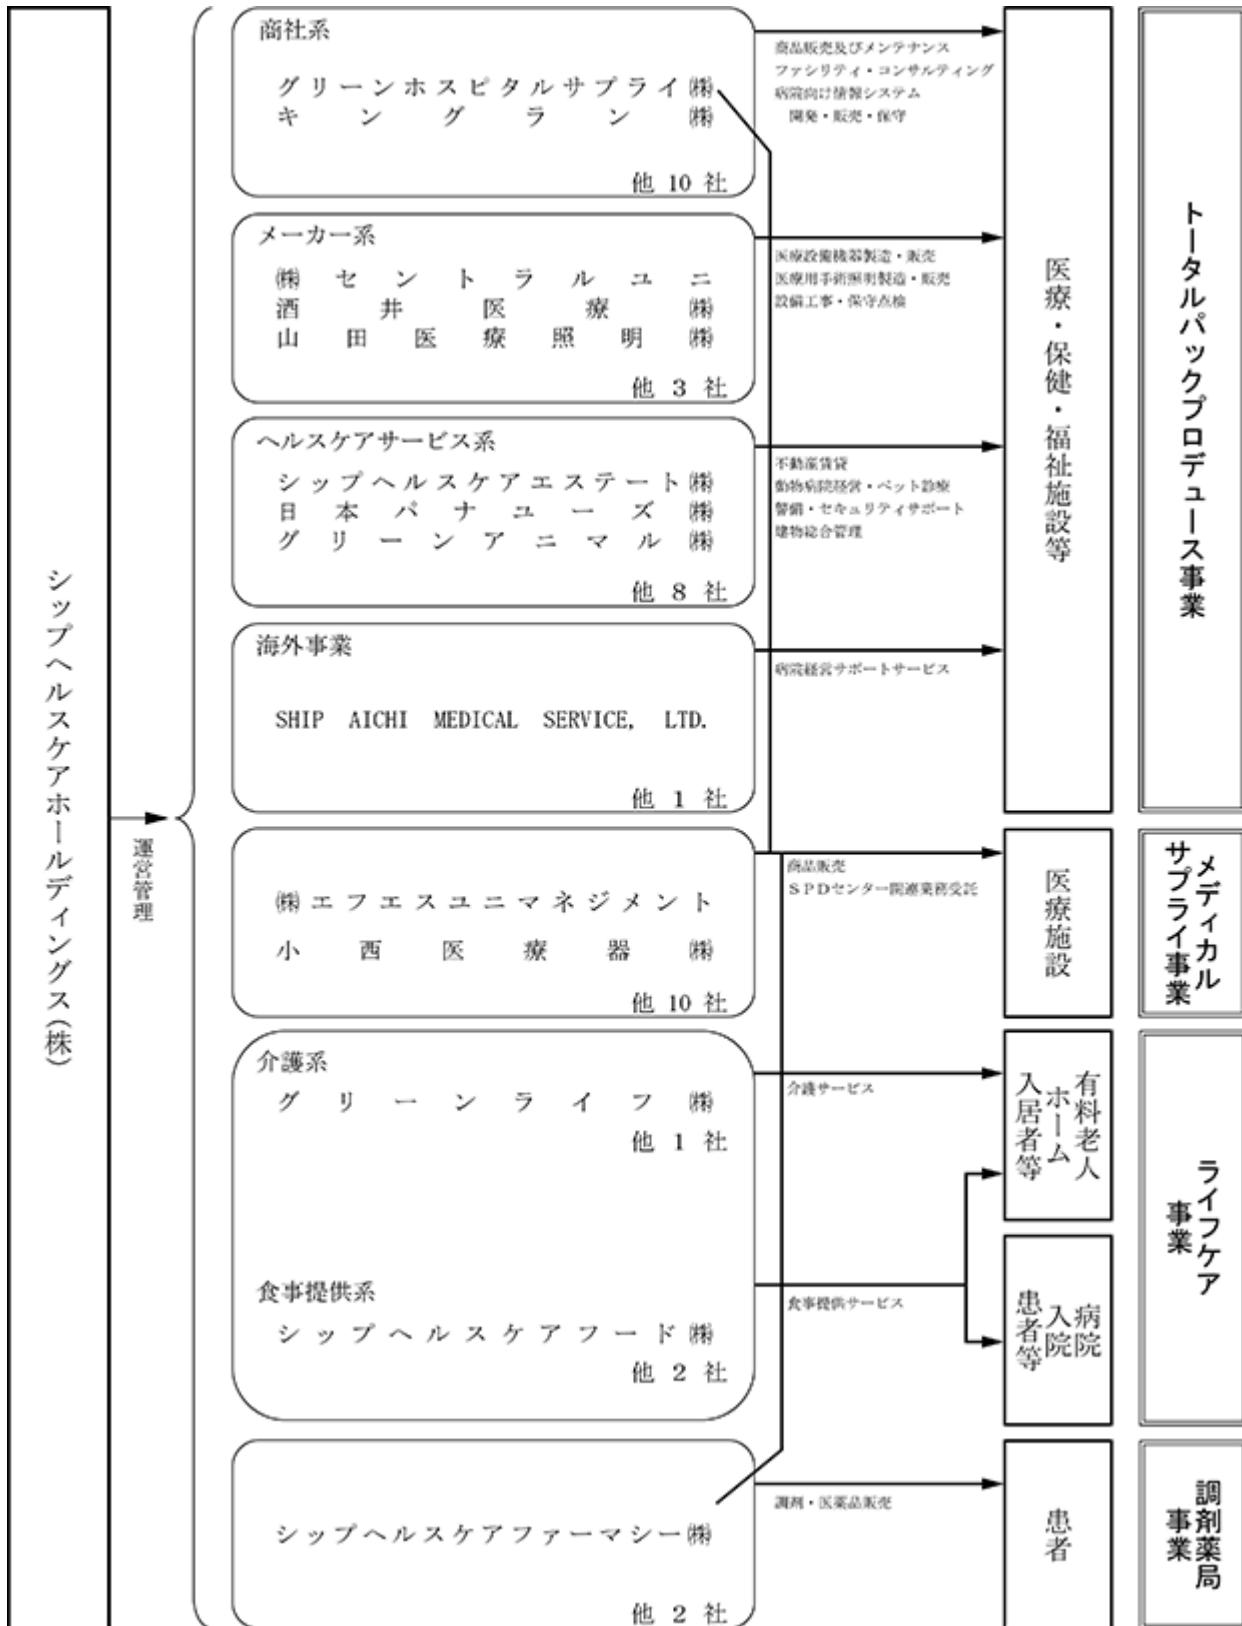 シップヘルスケアホールディングス(株)
運営管理
商社系
グリーンホスピタルサプライ㈱
キングラン㈱
他 10 社
商品販売及びメンテナンス
ファシリティ・コンサルティング
病院向け情報システム
開発・販売・保守
メーカー系
㈱セントラルユニ
酒井医療㈱
山田医療照明㈱
他 3 社
医療設備機器製造・販売
医療用手術照明製造・販売
設備工事・保守点検
ヘルスケアサービス系
シップヘルスケアエステート㈱
日本パナユーズ㈱
グリーンアニマル㈱
他 8 社
不動産賃貸
動物病院経営・ペット診療
警備・セキュリティサポート
建物総合管理
海外事業
SHIP AICHI MEDICAL SERVICE, LTD.
他 1 社
病院経営サポートサービス
医療・保健・福祉施設等
トータルパックプロデュース事業
㈱エフエスユニマネジメント
小西医療器㈱
他 10 社
商品販売
SPDセンター関連業務受託
医療施設
メディカル
サプライ事業
介護系
グリーンライフ㈱
他 1 社
介護サービス
有料老人
ホーム
入居者等
食事提供系
シップヘルスケアフード㈱
他 2 社
食事提供サービス
病院
入院
患者等
ライフケア
事業
シップヘルスケアファーマシー㈱
他 2 社
調剤・医薬品販売
患者
調剤薬局
事業